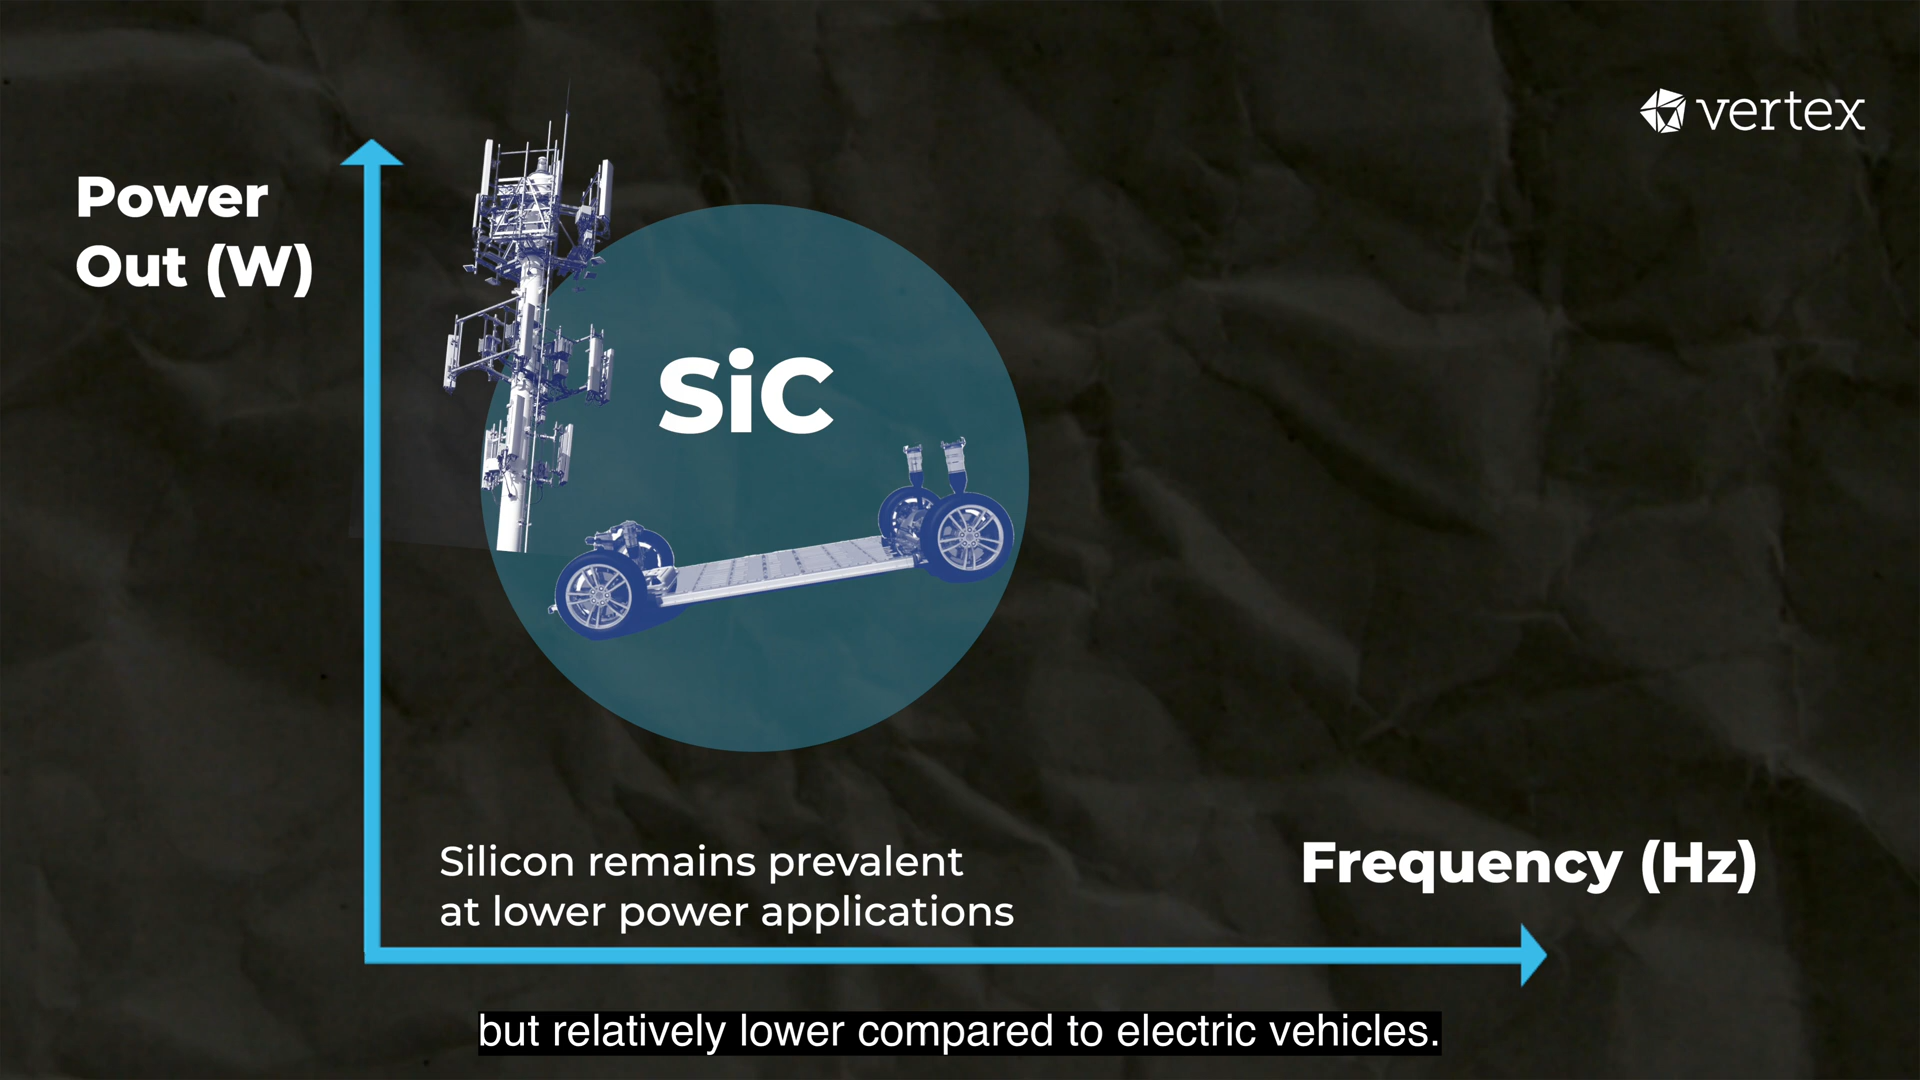 vertex
Power
Out (W)
SiC
Silicon remains prevalent
at lower power applications
Frequency (Hz)
but relatively lower compared to electric vehicles.